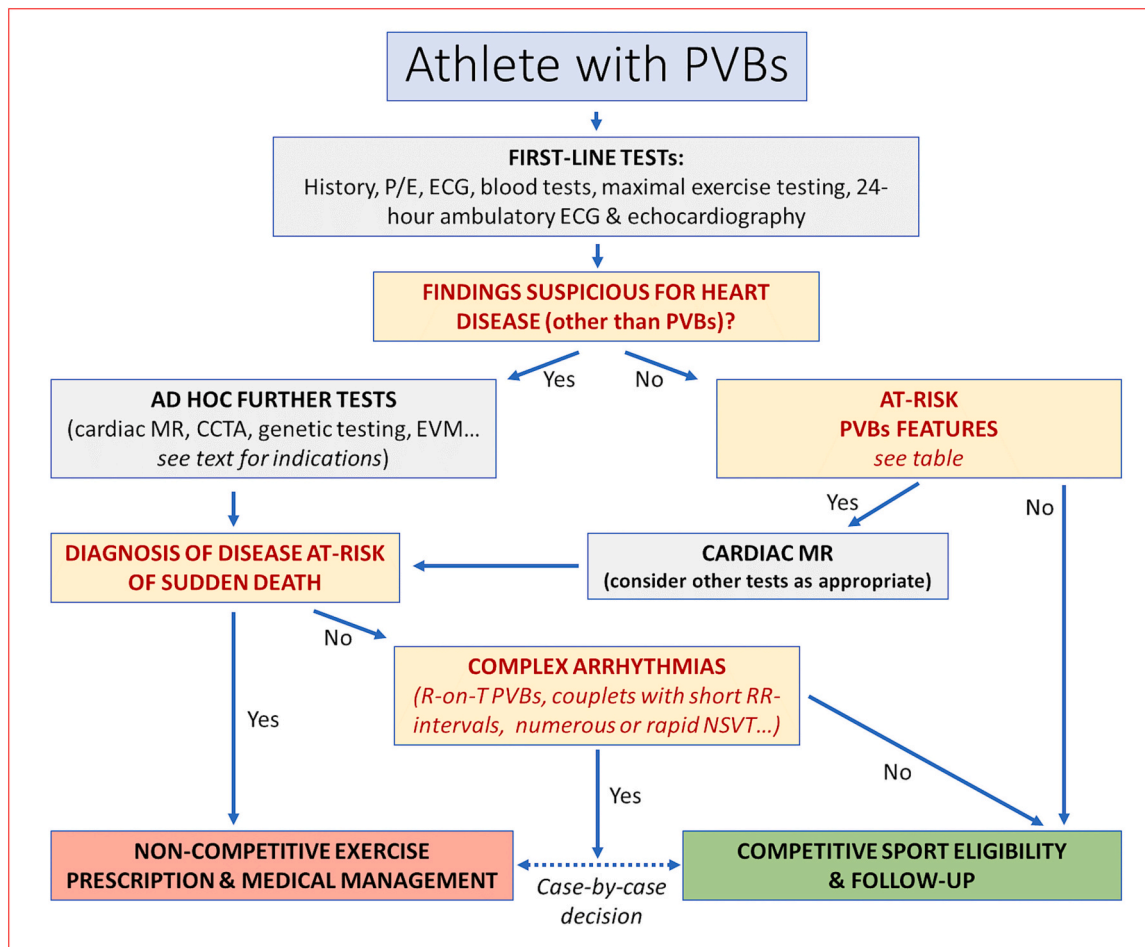 Athlete with PVBs
FIRST-LINE TESTs:
History, P/E, ECG, blood tests, maximal exercise testing, 24-
hour ambulatory ECG & echocardiography
FINDINGS SUSPICIOUS FOR HEART
DISEASE (other than PVBs)?
Yes
No
AD HOC FURTHER TESTS
(cardiac MR, CCTA, genetic testing, EVM...
see text for indications)
AT-RISK
PVBs FEATURES
see table
Yes
No
DIAGNOSIS OF DISEASE AT-RISK
OF SUDDEN DEATH
CARDIAC MR
(consider other tests as appropriate)
No
COMPLEX ARRHYTHMIAS
(R-on-T PVBs, couplets with short RR-
intervals, numerous or rapid NSVT...)
Yes
No
Yes
NON-COMPETITIVE EXERCISE
PRESCRIPTION & MEDICAL MANAGEMENT
COMPETITIVE SPORT ELIGIBILITY
& FOLLOW-UP
Case-by-case
decision